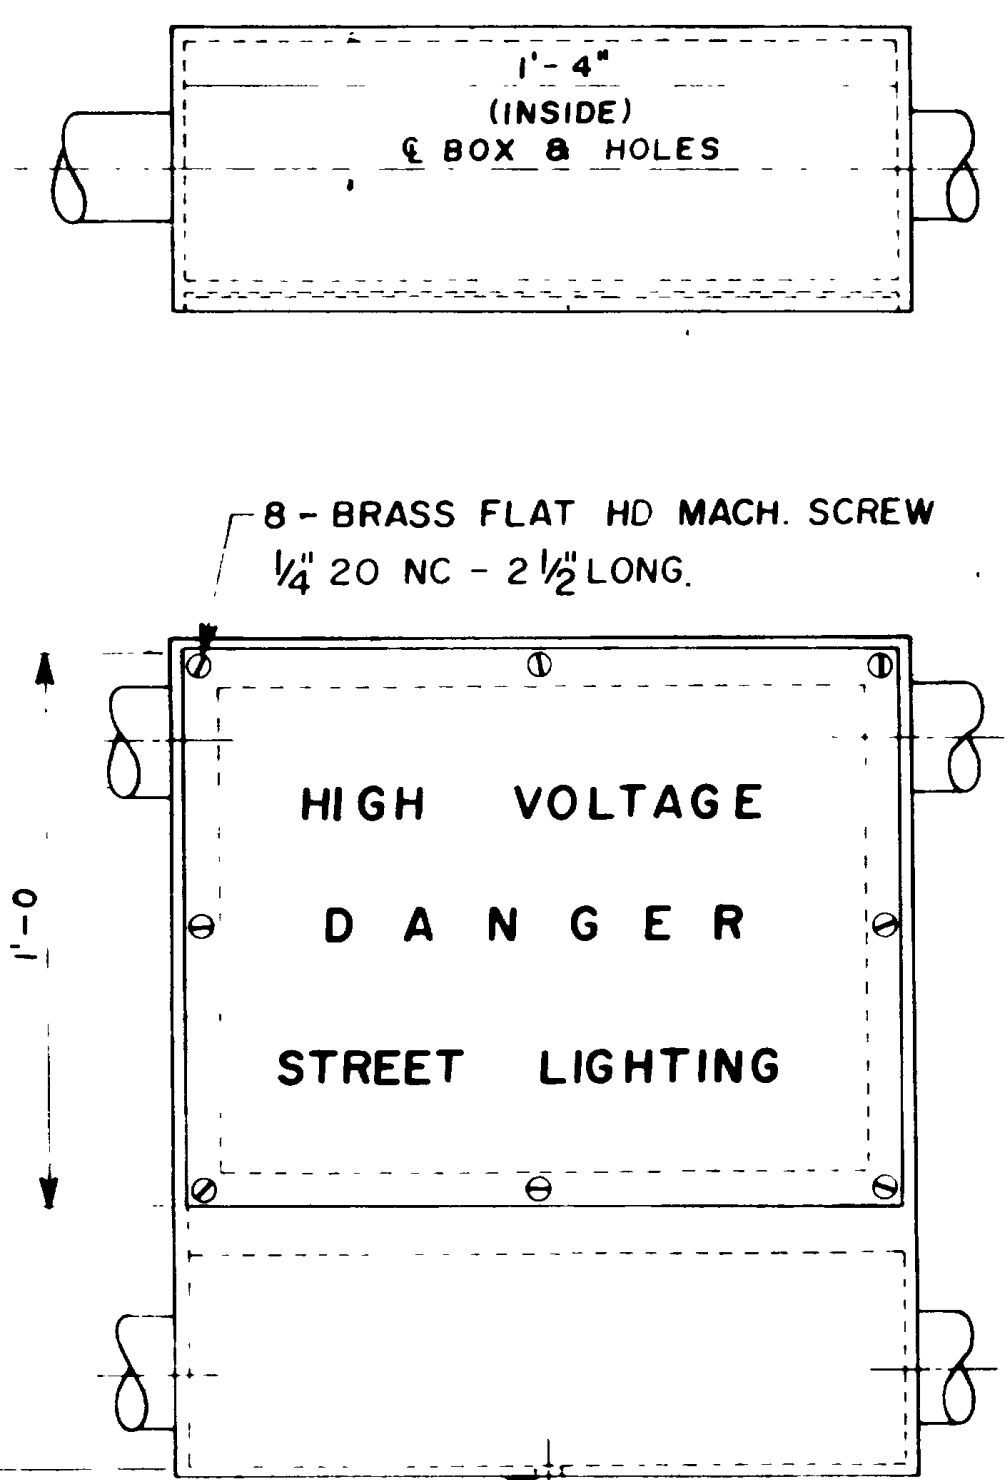 1'-4"
(INSIDE)
℄ BOX & HOLES
8 - BRASS FLAT HD MACH. SCREW
1/4" 20 NC - 2 1/2" LONG.
1'-0
HIGH VOLTAGE
DANGER
STREET LIGHTING